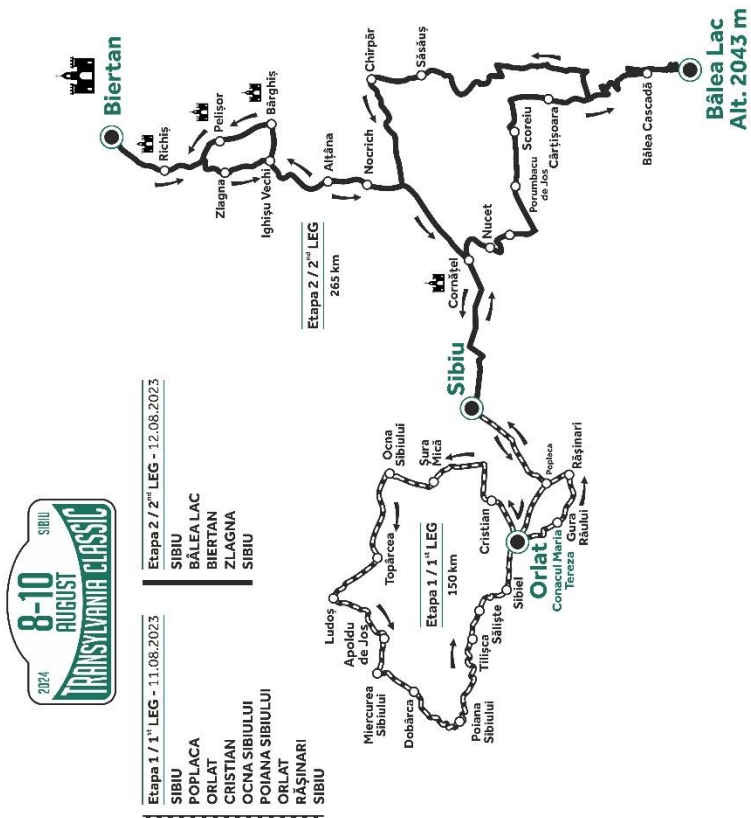 2024
SIBIU
8-10
AUGUST
TRANSYLVANIA CLASSIC
Etapa 1 / 1st LEG - 11.08.2023
SIBIU
POPLACA
ORLAT
CRISTIAN
OCNA SIBIULUI
POIANA SIBIULUI
ORLAT
RĂȘINARI
SIBIU
Etapa 2 / 2nd LEG - 12.08.2023
SIBIU
BÂLEA LAC
BIERTAN
ZLAGNA
SIBIU
Ludoș
Apoldu
de Jos
Miercurea
Sibiului
Dobârca
Poiana
Sibiului
Topârcea
Ocna
Sibiului
Șura
Mică
Etapa 1 / 1st LEG
150 km
Cristian
Tilișca
Săliște
Sibiel
Orlat
Conacul Maria
Tereza
Gura
Râului
Poplaca
Rășinari
Sibiu
Etapa 2 / 2nd LEG
265 km
Biertan
Richiș
Pelișor
Zlagna
Bârghiș
Ighișu Vechi
Alțâna
Nocrich
Chirpăr
Săsăuș
Cornățel
Nucet
Porumbacu
de Jos
Scoreiu
Cârțișoara
Bâlea Cascadă
Bâlea Lac
Alt. 2043 m